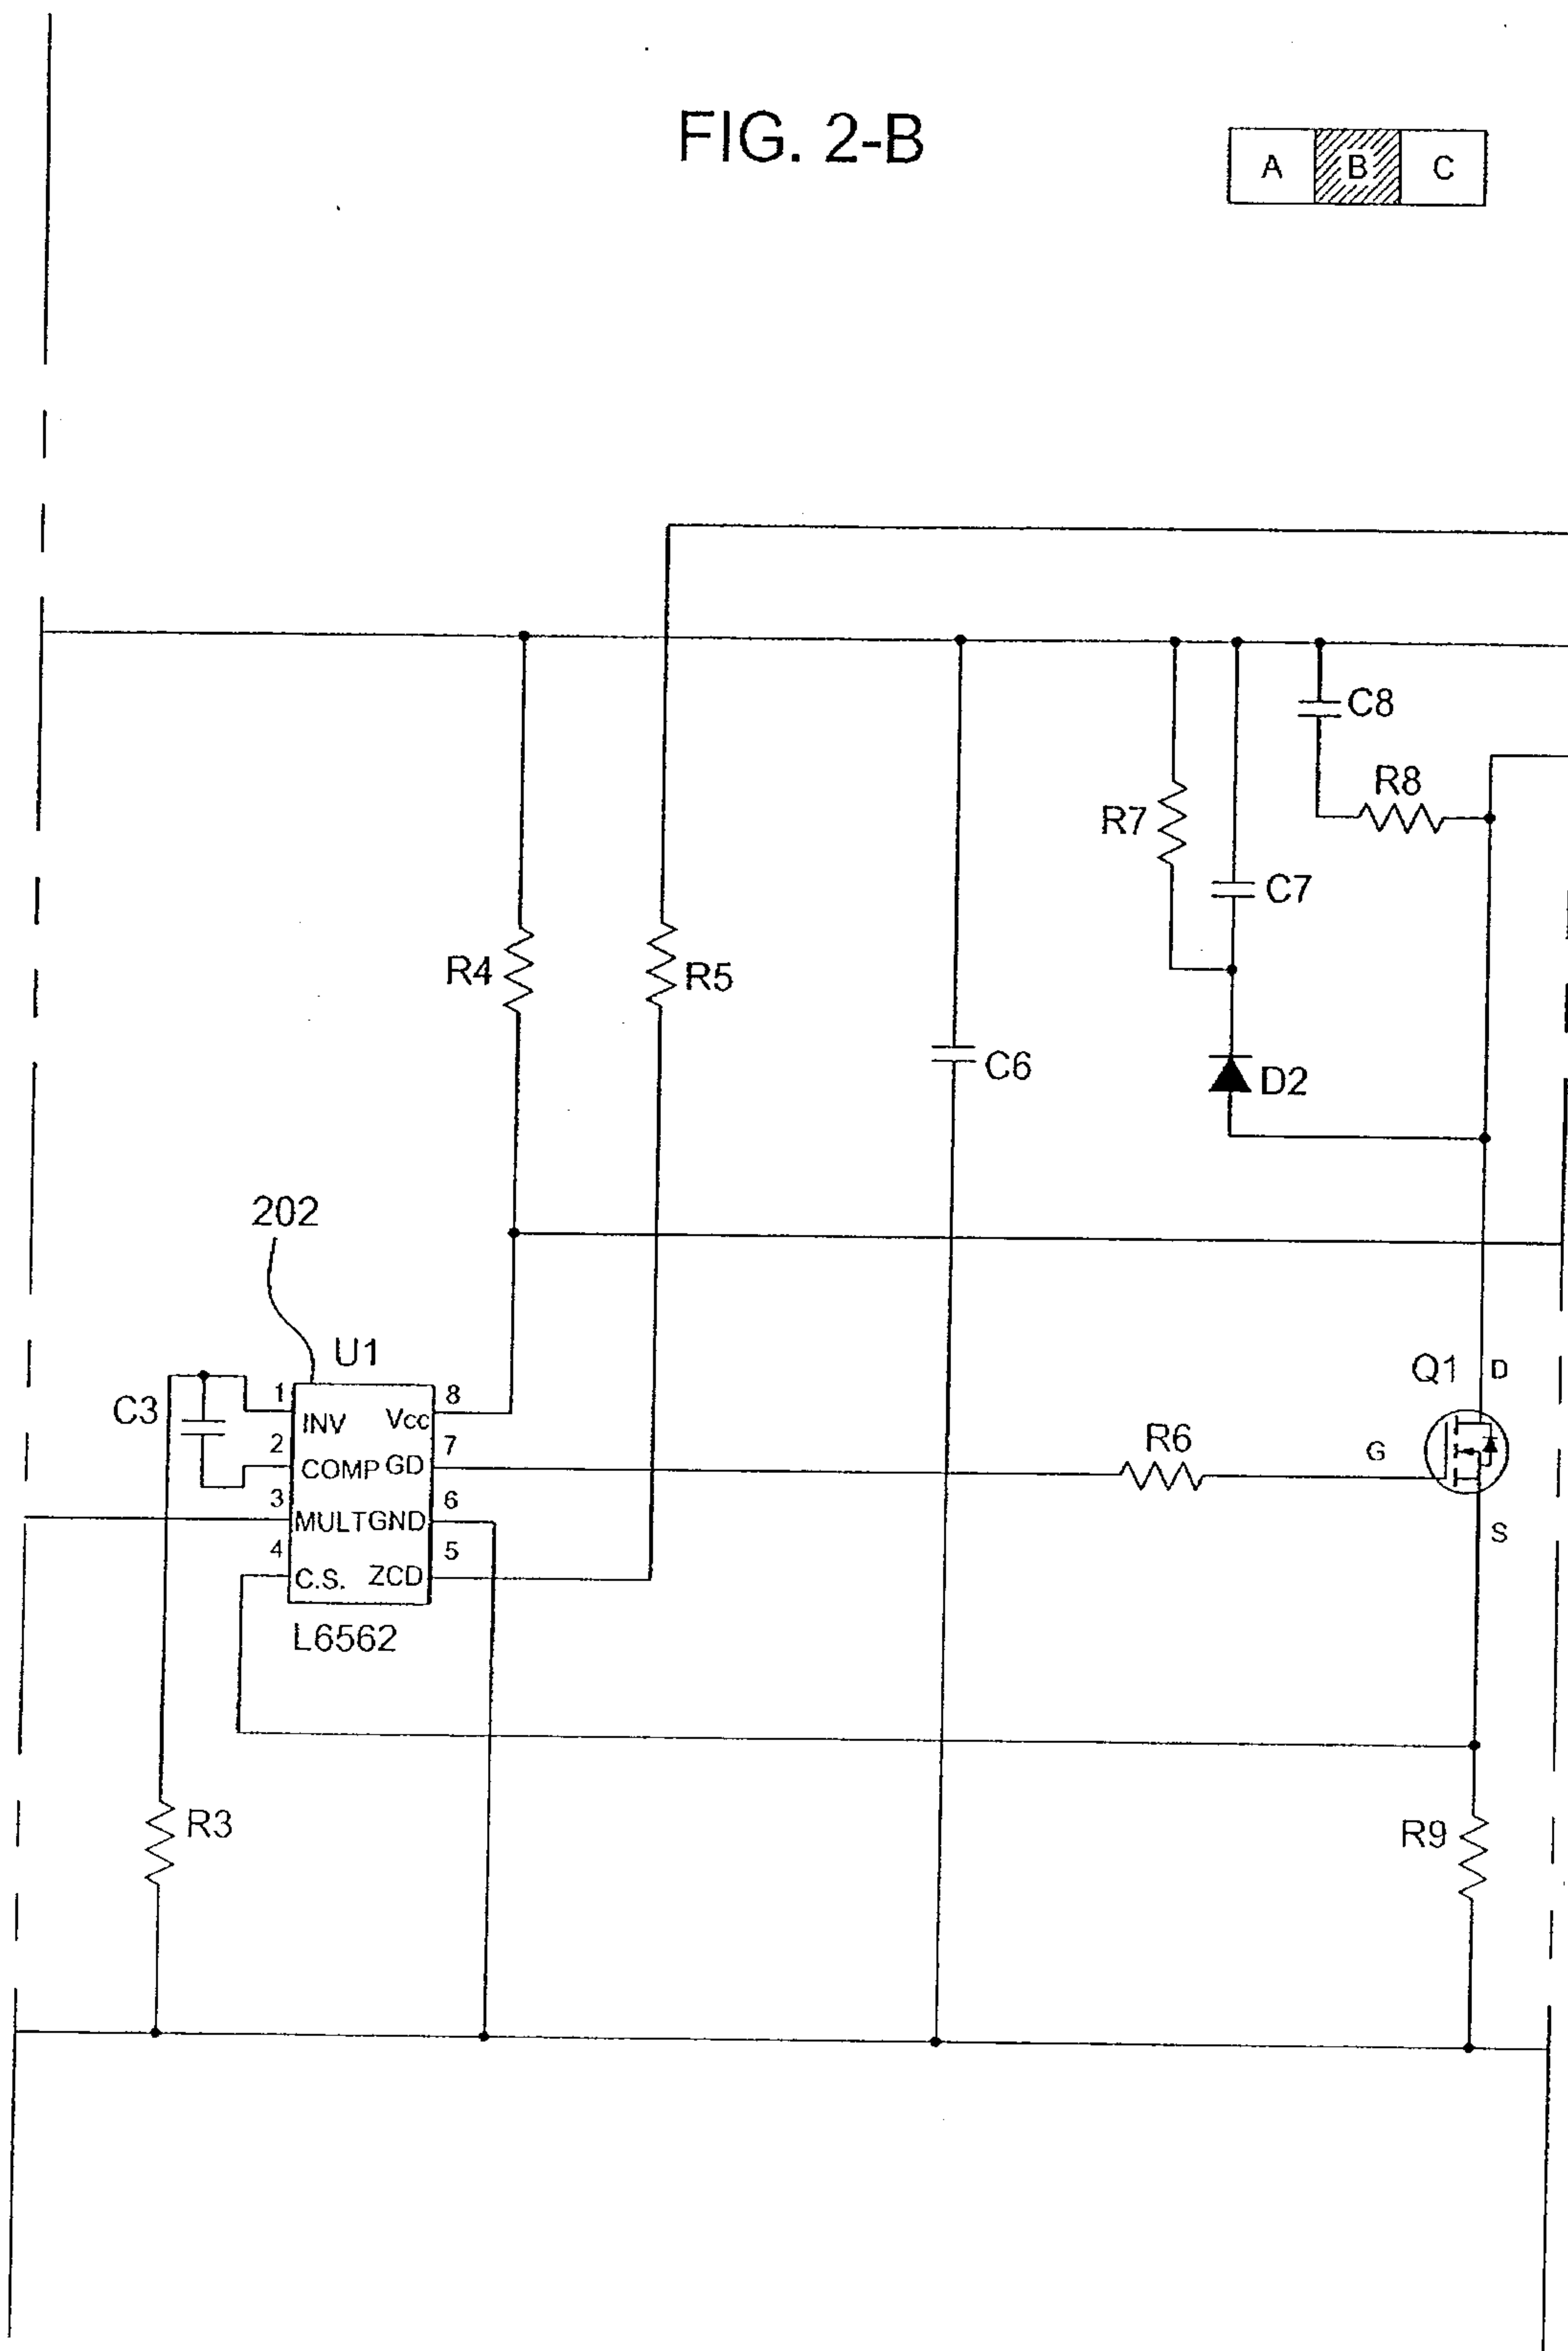 FIG. 2-B
A B C
C8
R8
R7
C7
R4
R5
C6
D2
202
U1
Q1 D
C3
1
INV
Vcc
8
2
COMP
GD
7
R6
G
3
MULT
GND
6
S
4
C.S.
ZCD
5
L6562
R3
R9